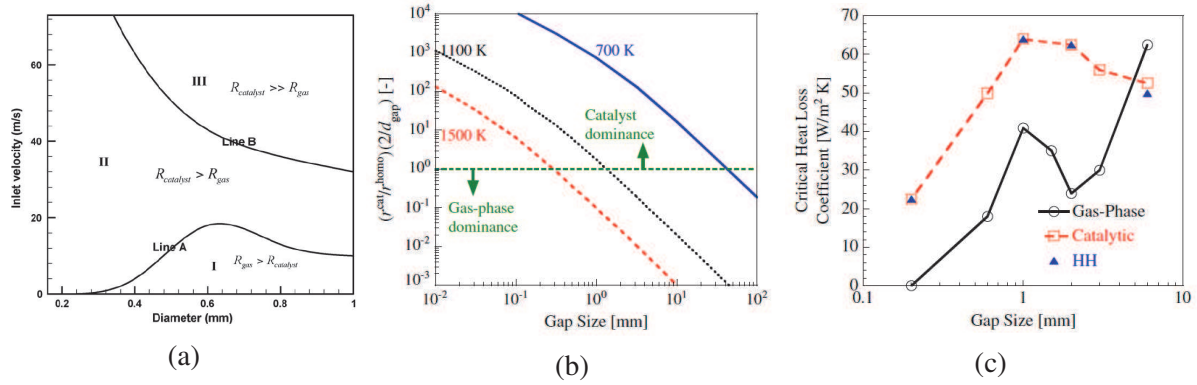 60
40
20
0
0.2
0.4
0.6
0.8
1
Inlet velocity (m/s)
Diameter (mm)
III
R_catalyst >> R_gas
Line B
II
R_catalyst > R_gas
Line A
I
R_gas > R_catalyst
(a)
(r^cat/r^homo)(2/d_gap) [-]
10^4
10^3
10^2
10^1
10^0
10^-1
10^-2
10^-3
10^-2
10^-1
10^0
10^1
10^2
Gap Size [mm]
1100 K
700 K
1500 K
Catalyst
dominance
Gas-phase
dominance
(b)
Critical Heat Loss
Coefficient [W/m^2 K]
70
60
50
40
30
20
10
0
0.1
1
10
Gap Size [mm]
Gas-Phase
Catalytic
HH
(c)